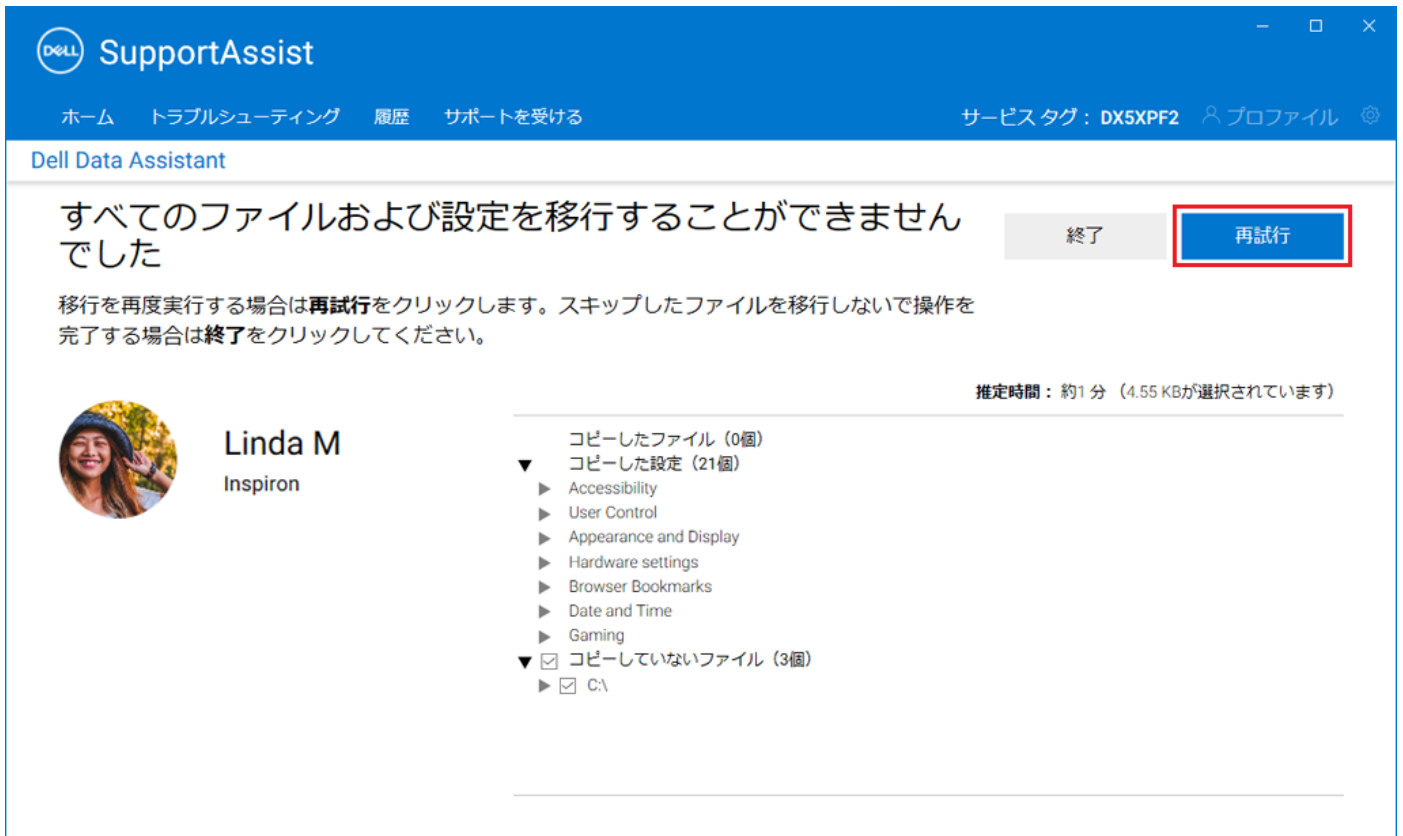 DELL SupportAssist
ホーム トラブルシューティング 履歴 サポートを受ける サービス タグ： DX5XPF2 プロファイル
Dell Data Assistant
すべてのファイルおよび設定を移行することができません
でした
終了 再試行
移行を再度実行する場合は再試行をクリックします。スキップしたファイルを移行しないで操作を
完了する場合は終了をクリックしてください。
推定時間： 約1 分 （4.55 KBが選択されています）
Linda M
Inspiron
コピーしたファイル（0個）
コピーした設定（21個）
Accessibility
User Control
Appearance and Display
Hardware settings
Browser Bookmarks
Date and Time
Gaming
コピーしていないファイル（3個）
C:\